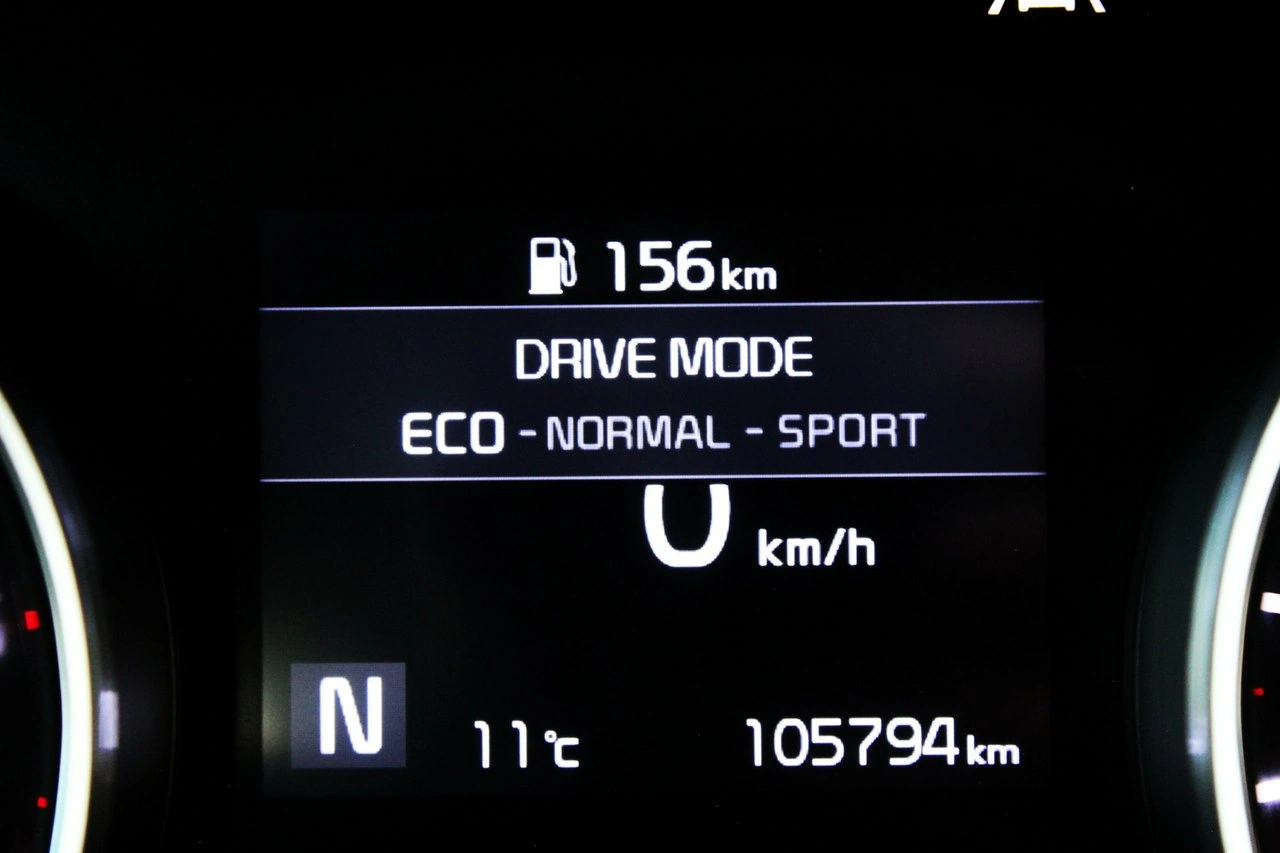 156km
DRIVE MODE
ECO - NORMAL - SPORT
0 km/h
N 11°C 105794km